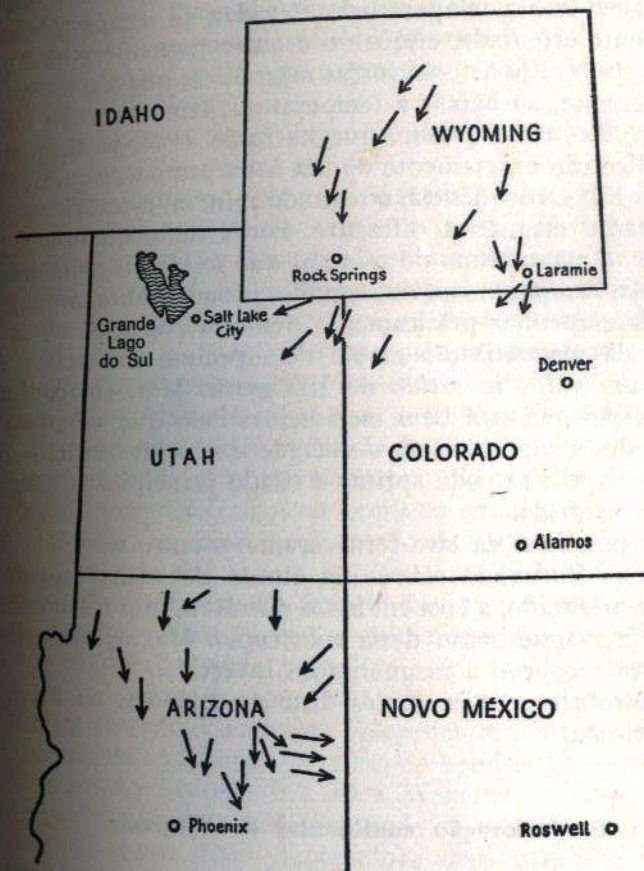 IDAHO
WYOMING
Rock Springs
Laramie
Salt Lake
City
Grande
Lago
do Sul
Denver
UTAH
COLORADO
Álamos
ARIZONA
NOVO MÉXICO
Phoenix
Roswell